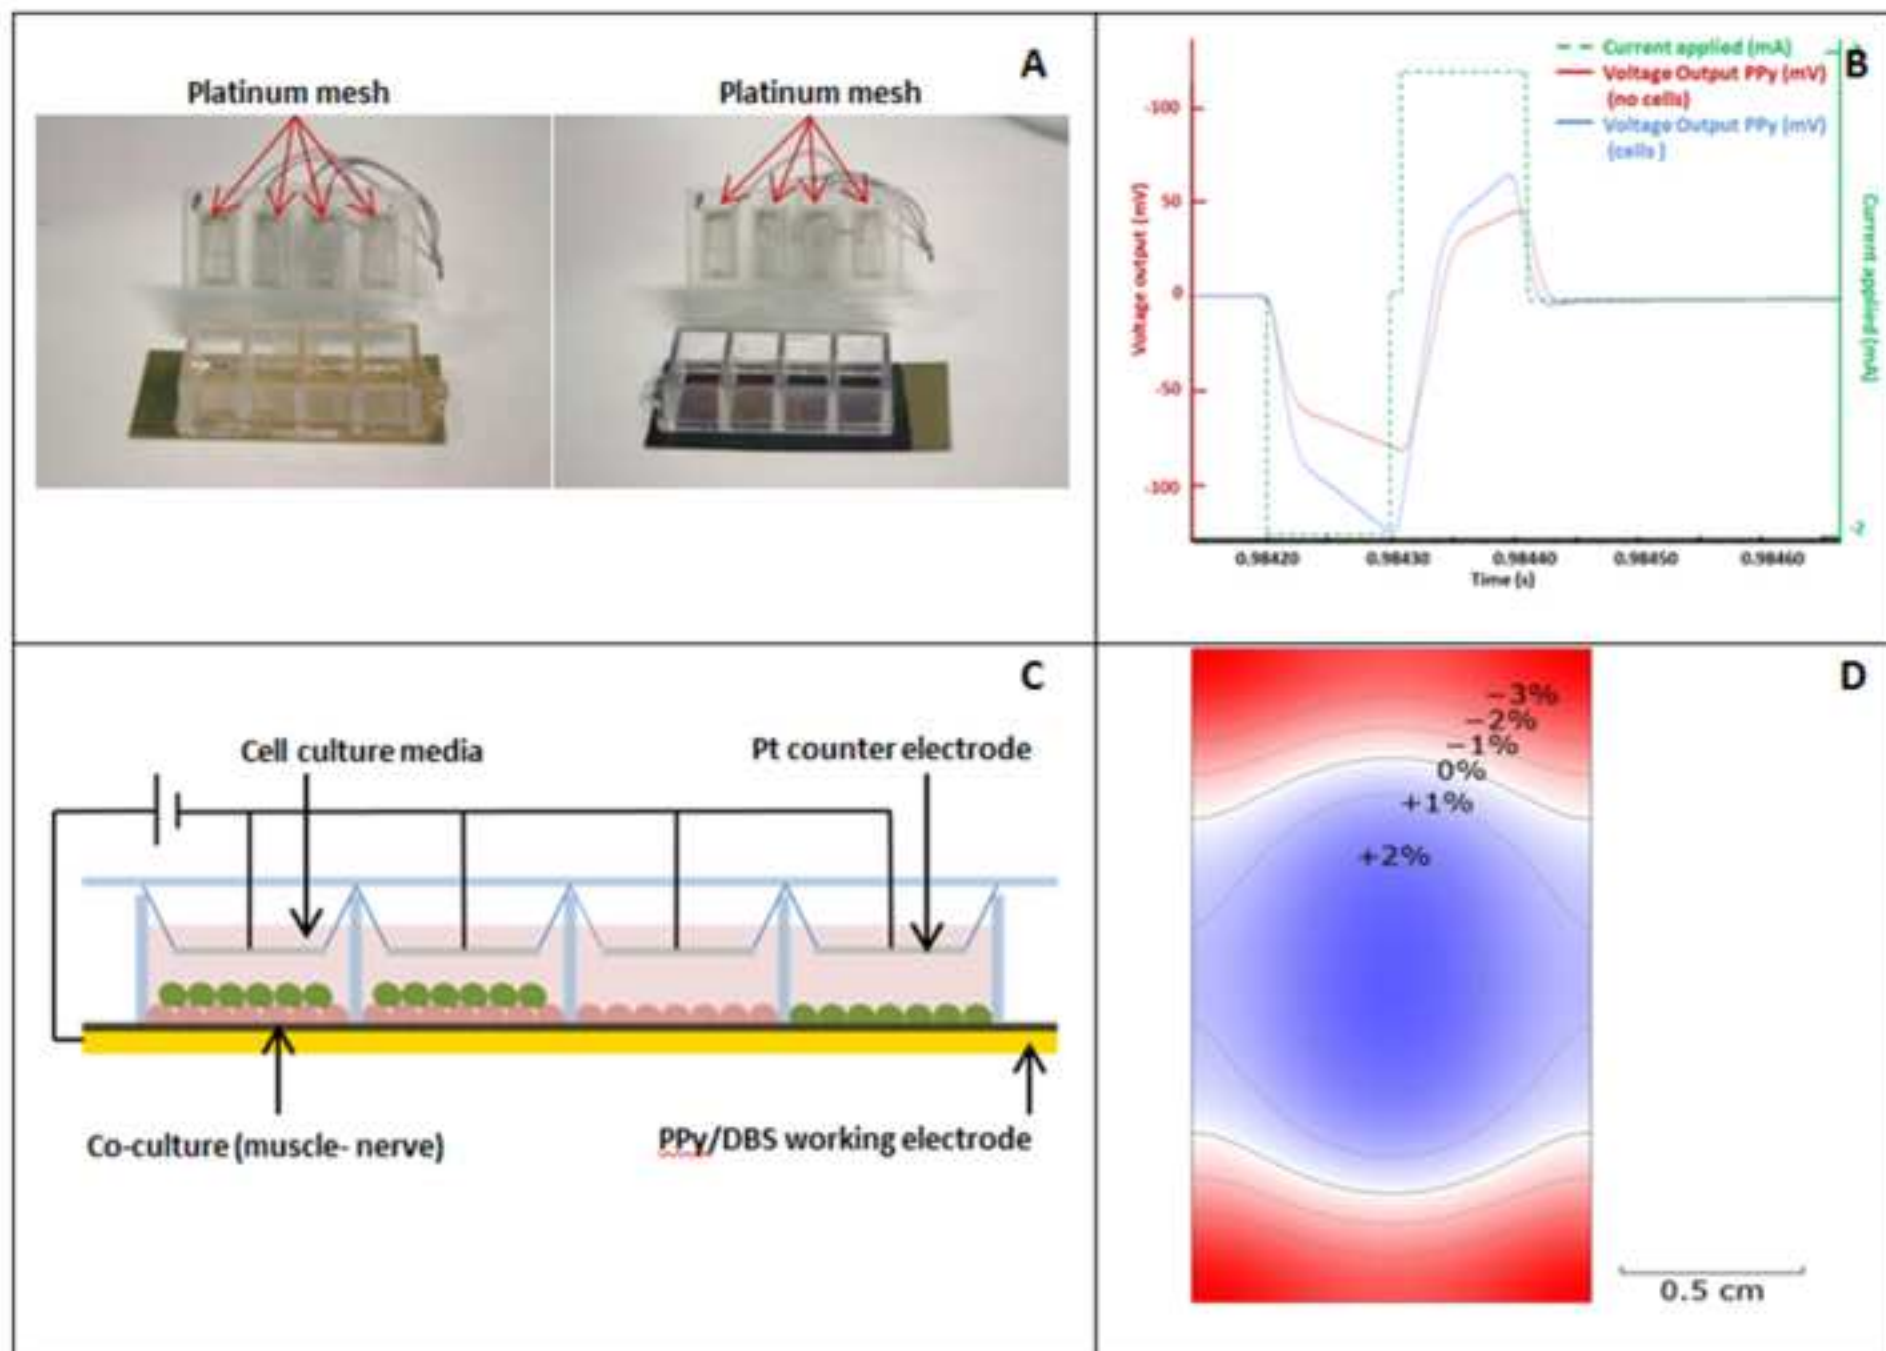 A
Platinum mesh
Platinum mesh
B
Current applied (mA)
Voltage Output PPy (mV)
(no cells)
Voltage Output PPy (mV)
(cells )
-100
50
0
-50
-100
Voltage output (mV)
Current applied (mA)
-2
0.98420 0.98430 0.98440 0.98450 0.98460
Time (s)
C
Cell culture media
Pt counter electrode
Co-culture (muscle- nerve)
PPy/DBS working electrode
D
−3%
−2%
−1%
0%
+1%
+2%
0.5 cm